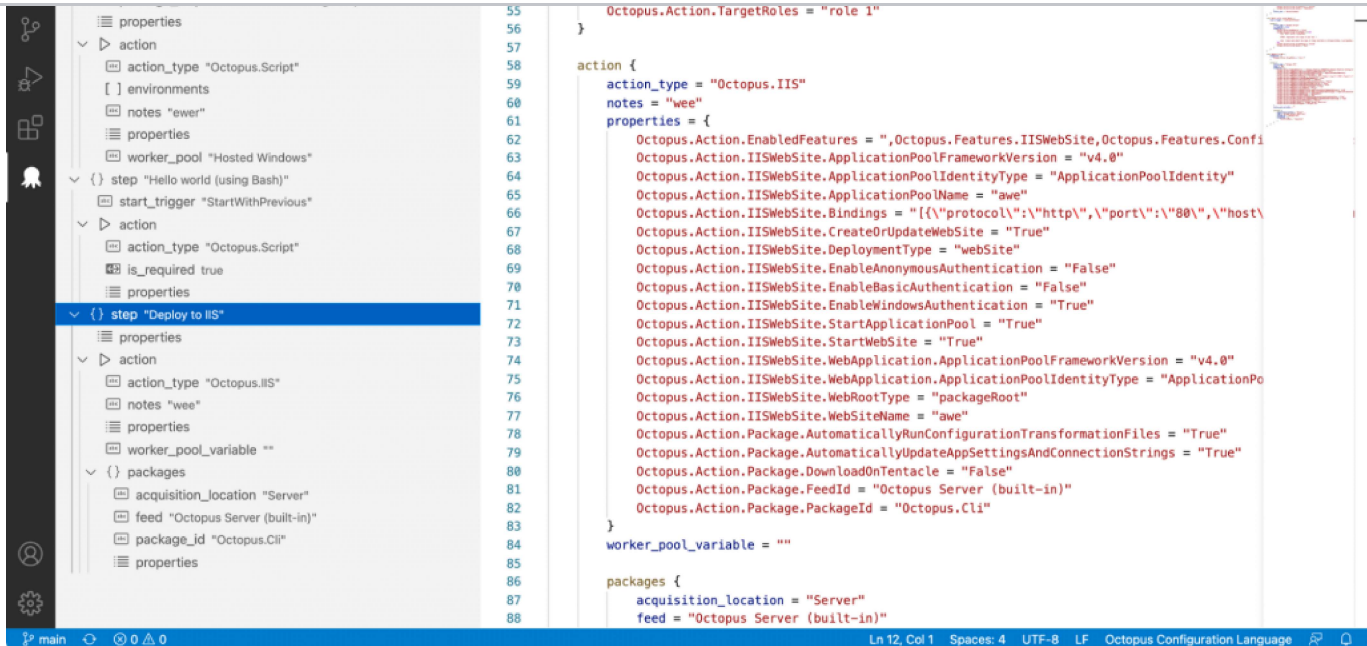 properties
action
action_type "Octopus.Script"
[ ] environments
notes "ewer"
properties
worker_pool "Hosted Windows"
{} step "Hello world (using Bash)"
start_trigger "StartWithPrevious"
action
action_type "Octopus.Script"
is_required true
properties
{} step "Deploy to IIS"
properties
action
action_type "Octopus.IIS"
notes "wee"
properties
worker_pool_variable ""
{} packages
acquisition_location "Server"
feed "Octopus Server (built-in)"
package_id "Octopus.Cli"
properties
55 Octopus.Action.TargetRoles = "role 1"
56 }
57
58 action {
59 action_type = "Octopus.IIS"
60 notes = "wee"
61 properties = {
62 Octopus.Action.EnabledFeatures = ",Octopus.Features.IISWebSite,Octopus.Features.Confi
63 Octopus.Action.IISWebSite.ApplicationPoolFrameworkVersion = "v4.0"
64 Octopus.Action.IISWebSite.ApplicationPoolIdentityType = "ApplicationPoolIdentity"
65 Octopus.Action.IISWebSite.ApplicationPoolName = "awe"
66 Octopus.Action.IISWebSite.Bindings = "[{\"protocol\":\"http\",\"port\":\"80\",\"host\
67 Octopus.Action.IISWebSite.CreateOrUpdateWebSite = "True"
68 Octopus.Action.IISWebSite.DeploymentType = "webSite"
69 Octopus.Action.IISWebSite.EnableAnonymousAuthentication = "False"
70 Octopus.Action.IISWebSite.EnableBasicAuthentication = "False"
71 Octopus.Action.IISWebSite.EnableWindowsAuthentication = "True"
72 Octopus.Action.IISWebSite.StartApplicationPool = "True"
73 Octopus.Action.IISWebSite.StartWebSite = "True"
74 Octopus.Action.IISWebSite.WebApplication.ApplicationPoolFrameworkVersion = "v4.0"
75 Octopus.Action.IISWebSite.WebApplication.ApplicationPoolIdentityType = "ApplicationPo
76 Octopus.Action.IISWebSite.WebRootType = "packageRoot"
77 Octopus.Action.IISWebSite.WebSiteName = "awe"
78 Octopus.Action.Package.AutomaticallyRunConfigurationTransformationFiles = "True"
79 Octopus.Action.Package.AutomaticallyUpdateAppSettingsAndConnectionStrings = "True"
80 Octopus.Action.Package.DownloadOnTentacle = "False"
81 Octopus.Action.Package.FeedId = "Octopus Server (built-in)"
82 Octopus.Action.Package.PackageId = "Octopus.Cli"
83 }
84 worker_pool_variable = ""
85
86 packages {
87 acquisition_location = "Server"
88 feed = "Octopus Server (built-in)"
main 0 0 Ln 12, Col 1 Spaces: 4 UTF-8 LF Octopus Configuration Language